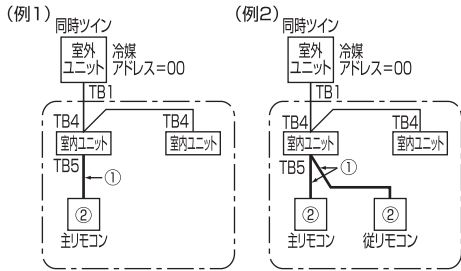 (例1)
同時ツイン
室外
ユニット
冷媒
アドレス=00
TB1
TB4
TB4
室内ユニット
室内ユニット
TB5
①
②
主リモコン
(例2)
同時ツイン
室外
ユニット
冷媒
アドレス=00
TB1
TB4
TB4
室内ユニット
室内ユニット
TB5
①
②
②
主リモコン
従リモコン